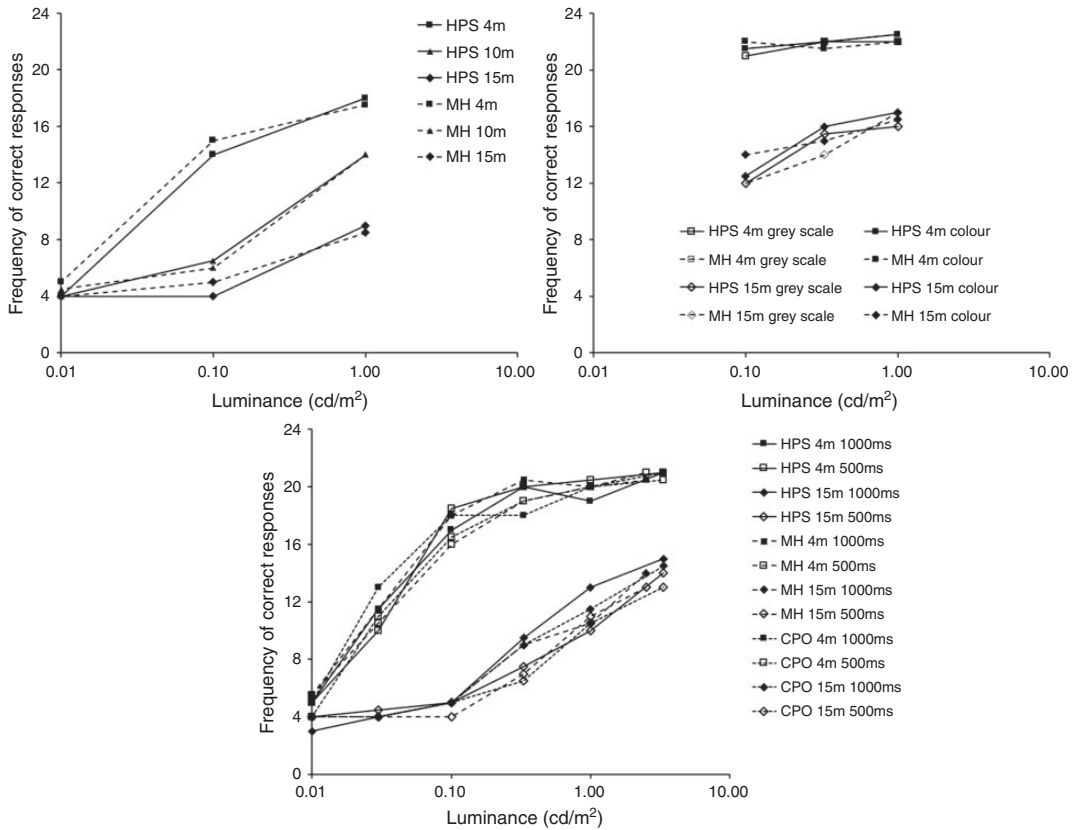 24
20
16
12
8
4
0
0.01
0.10
1.00
10.00
Frequency of correct responses
Luminance (cd/m²)
HPS 4m
HPS 10m
HPS 15m
MH 4m
MH 10m
MH 15m
24
20
16
12
8
4
0
0.01
0.10
1.00
10.00
Frequency of correct responses
Luminance (cd/m²)
HPS 4m grey scale
HPS 4m colour
MH 4m grey scale
MH 4m colour
HPS 15m grey scale
HPS 15m colour
MH 15m grey scale
MH 15m colour
24
20
16
12
8
4
0
0.01
0.10
1.00
10.00
Frequency of correct responses
Luminance (cd/m²)
HPS 4m 1000ms
HPS 4m 500ms
HPS 15m 1000ms
HPS 15m 500ms
MH 4m 1000ms
MH 4m 500ms
MH 15m 1000ms
MH 15m 500ms
CPO 4m 1000ms
CPO 4m 500ms
CPO 15m 1000ms
CPO 15m 500ms